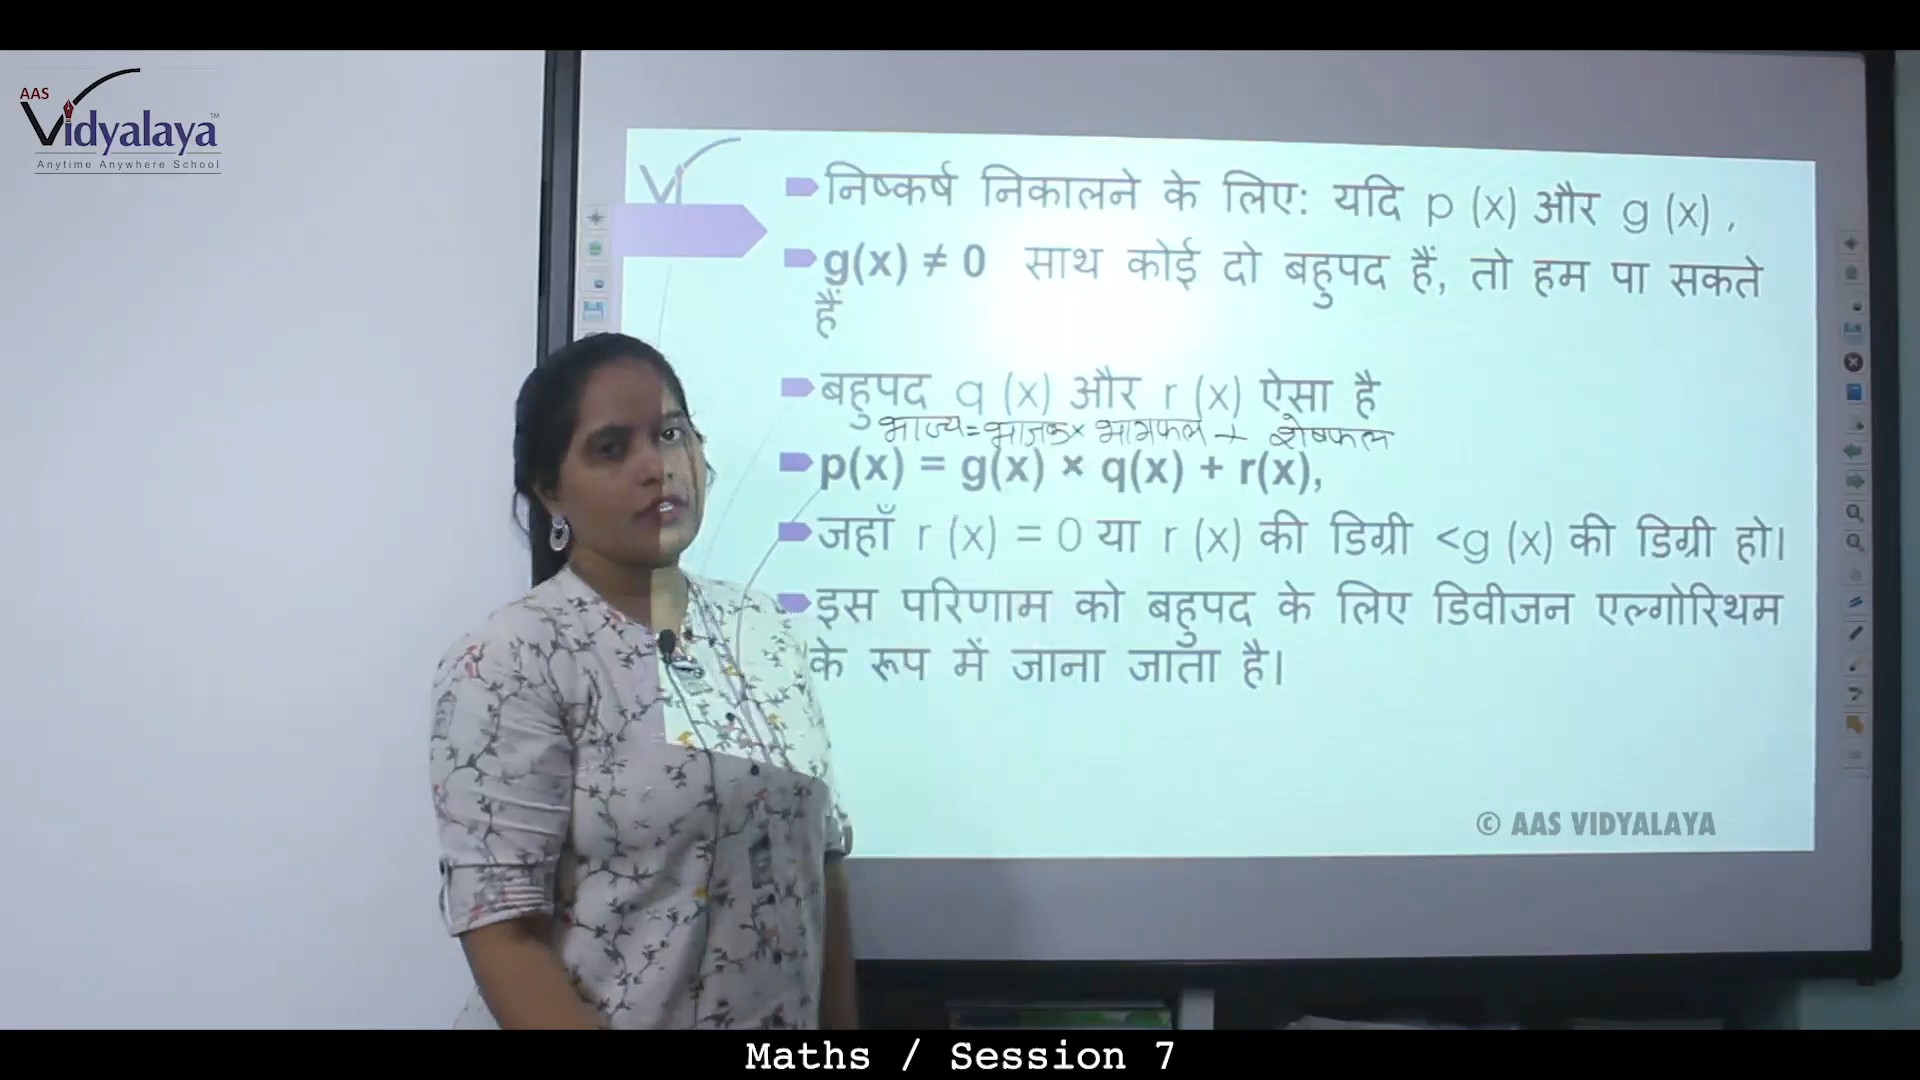 AAS
Vidyalaya™
Anytime Anywhere School
निष्कर्ष निकालने के लिए: यदि p (x) और g (x) ,
g(x) ≠ 0 साथ कोई दो बहुपद हैं, तो हम पा सकते
हैं
बहुपद q (x) और r (x) ऐसा है
भाज्य = भाजक × भागफल + शेषफल
p(x) = g(x) × q(x) + r(x),
जहाँ r (x) = 0 या r (x) की डिग्री <g (x) की डिग्री हो।
इस परिणाम को बहुपद के लिए डिवीजन एल्गोरिथम
के रूप में जाना जाता है।
© AAS VIDYALAYA
Maths / Session 7